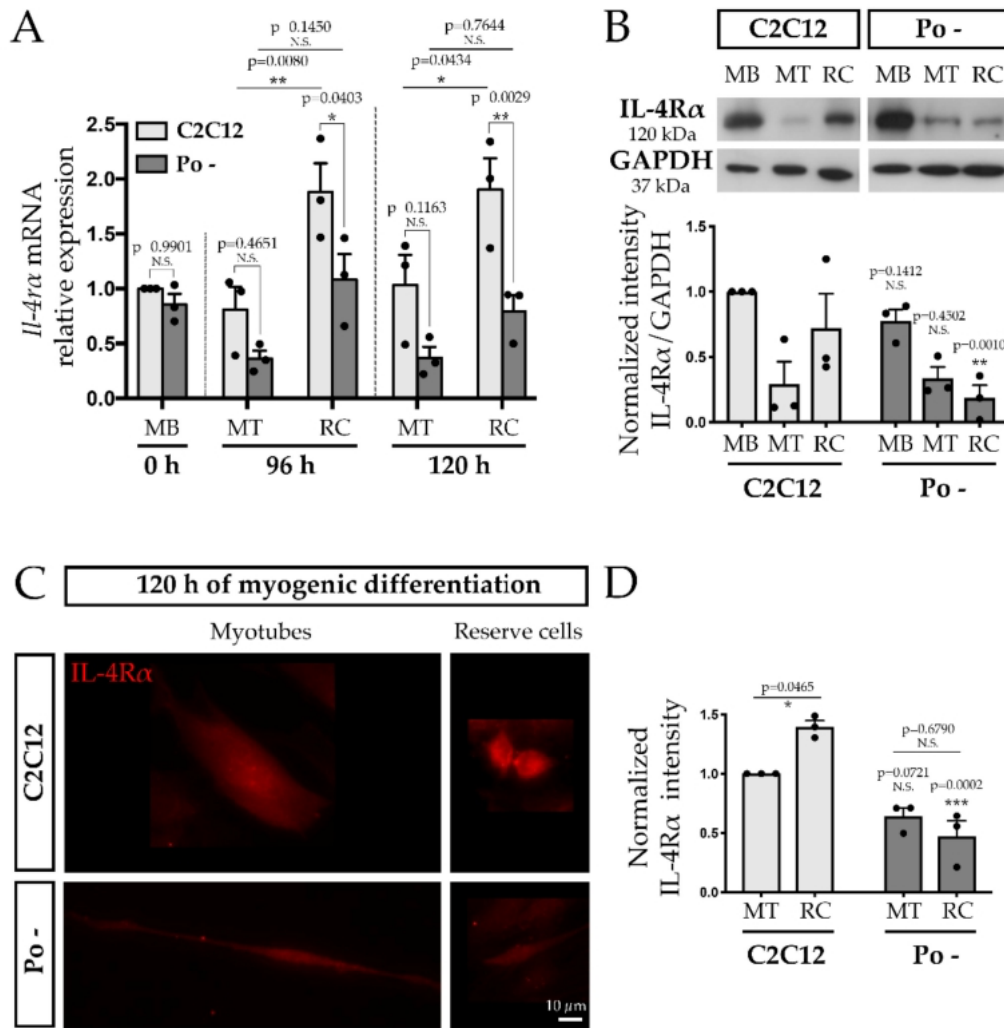 A
p 0.1450
N.S.
p=0.0080
**
p 0.0403
*
p=0.7644
N.S.
p=0.0434
*
p 0.0029
**
Il-4rα mRNA
relative expression
2.5
2.0
1.5
1.0
0.5
0.0
C2C12
Po -
p 0.9901
N.S.
p=0.4651
N.S.
p 0.1163
N.S.
MB MT RC MT RC
0 h 96 h 120 h
B
C2C12 Po -
MB MT RC MB MT RC
IL-4Rα
120 kDa
GAPDH
37 kDa
Normalized intensity
IL-4Rα/GAPDH
1.5
1.0
0.5
0.0
p=0.1412
N.S.
p=0.4502
N.S.
p=0.0010
**
MB MT RC MB MT RC
C2C12 Po -
C
120 h of myogenic differentiation
Myotubes Reserve cells
C2C12
IL-4Rα
Po -
10 μm
D
Normalized
IL-4Rα intensity
1.5
1.0
0.5
0.0
p=0.0465
*
p=0.6790
N.S.
p=0.0721
N.S.
p=0.0002
***
MT RC MT RC
C2C12 Po -